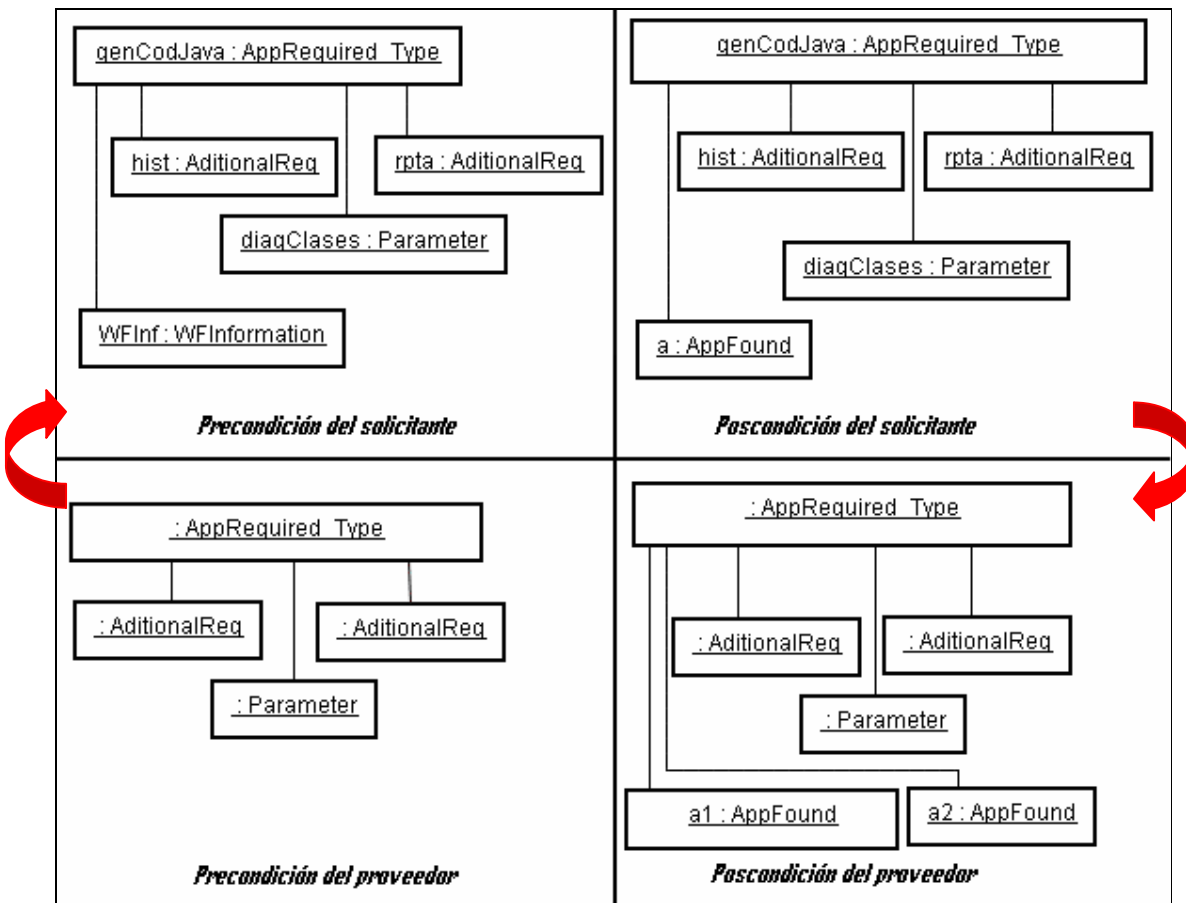 genCodJava : AppRequired_Type
hist : AditionalReq
rpta : AditionalReq
diagClases : Parameter
WFInf : WFInformation
Precondición del solicitante
genCodJava : AppRequired_Type
hist : AditionalReq
rpta : AditionalReq
diagClases : Parameter
a : AppFound
Poscondición del solicitante
: AppRequired_Type
: AditionalReq
: AditionalReq
: Parameter
Precondición del proveedor
: AppRequired_Type
: AditionalReq
: AditionalReq
: Parameter
a1 : AppFound
a2 : AppFound
Poscondición del proveedor